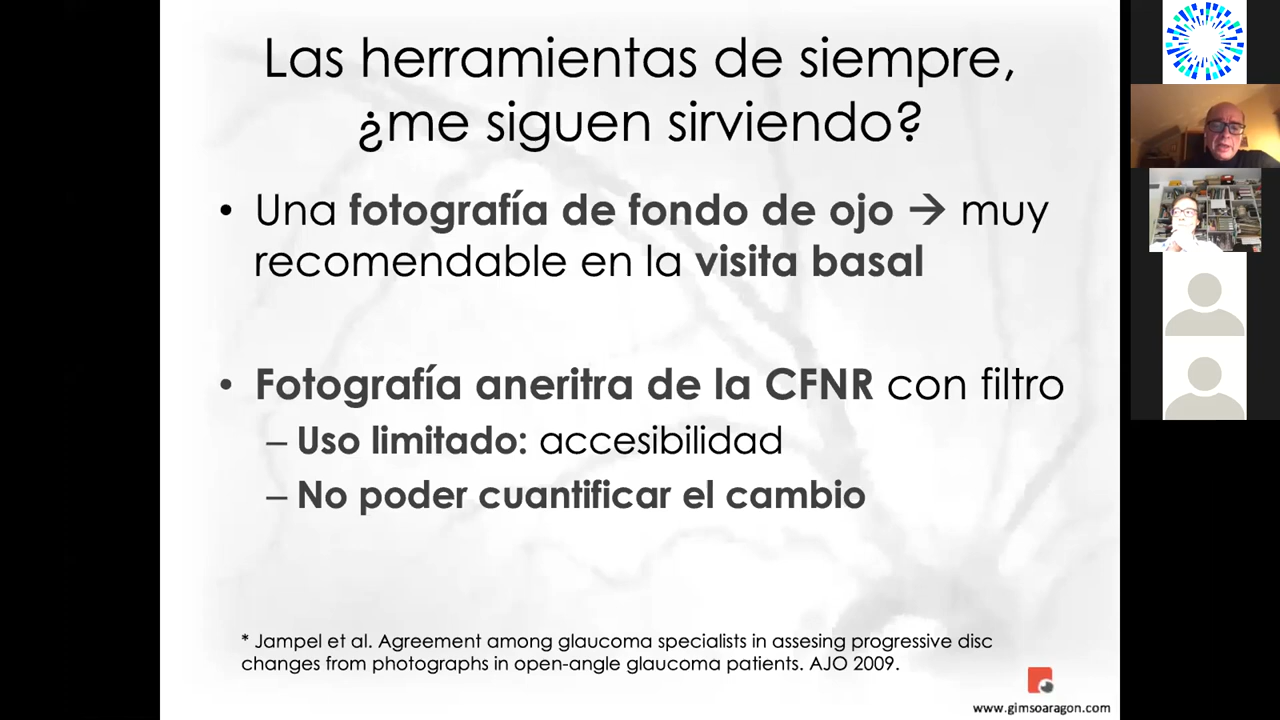 Las herramientas de siempre,
¿me siguen sirviendo?
• Una fotografía de fondo de ojo → muy
recomendable en la visita basal
• Fotografía aneritra de la CFNR con filtro
– Uso limitado: accesibilidad
– No poder cuantificar el cambio
* Jampel et al. Agreement among glaucoma specialists in assesing progressive disc
changes from photographs in open-angle glaucoma patients. AJO 2009.
www.gimsoaragon.com